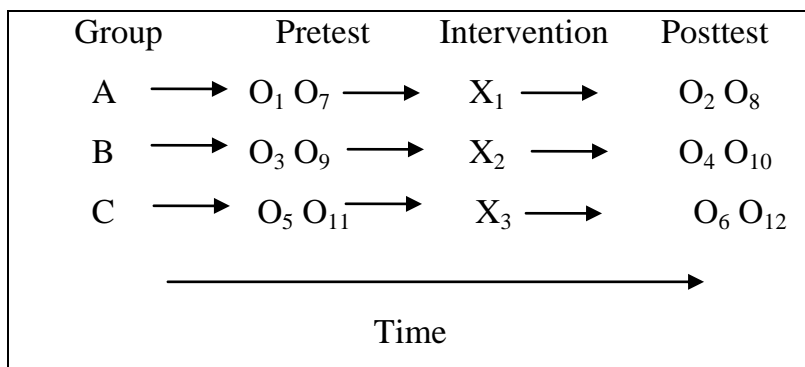 Group Pretest Intervention Posttest
A O₁ O₇ X₁ O₂ O₈
B O₃ O₉ X₂ O₄ O₁₀
C O₅ O₁₁ X₃ O₆ O₁₂
Time